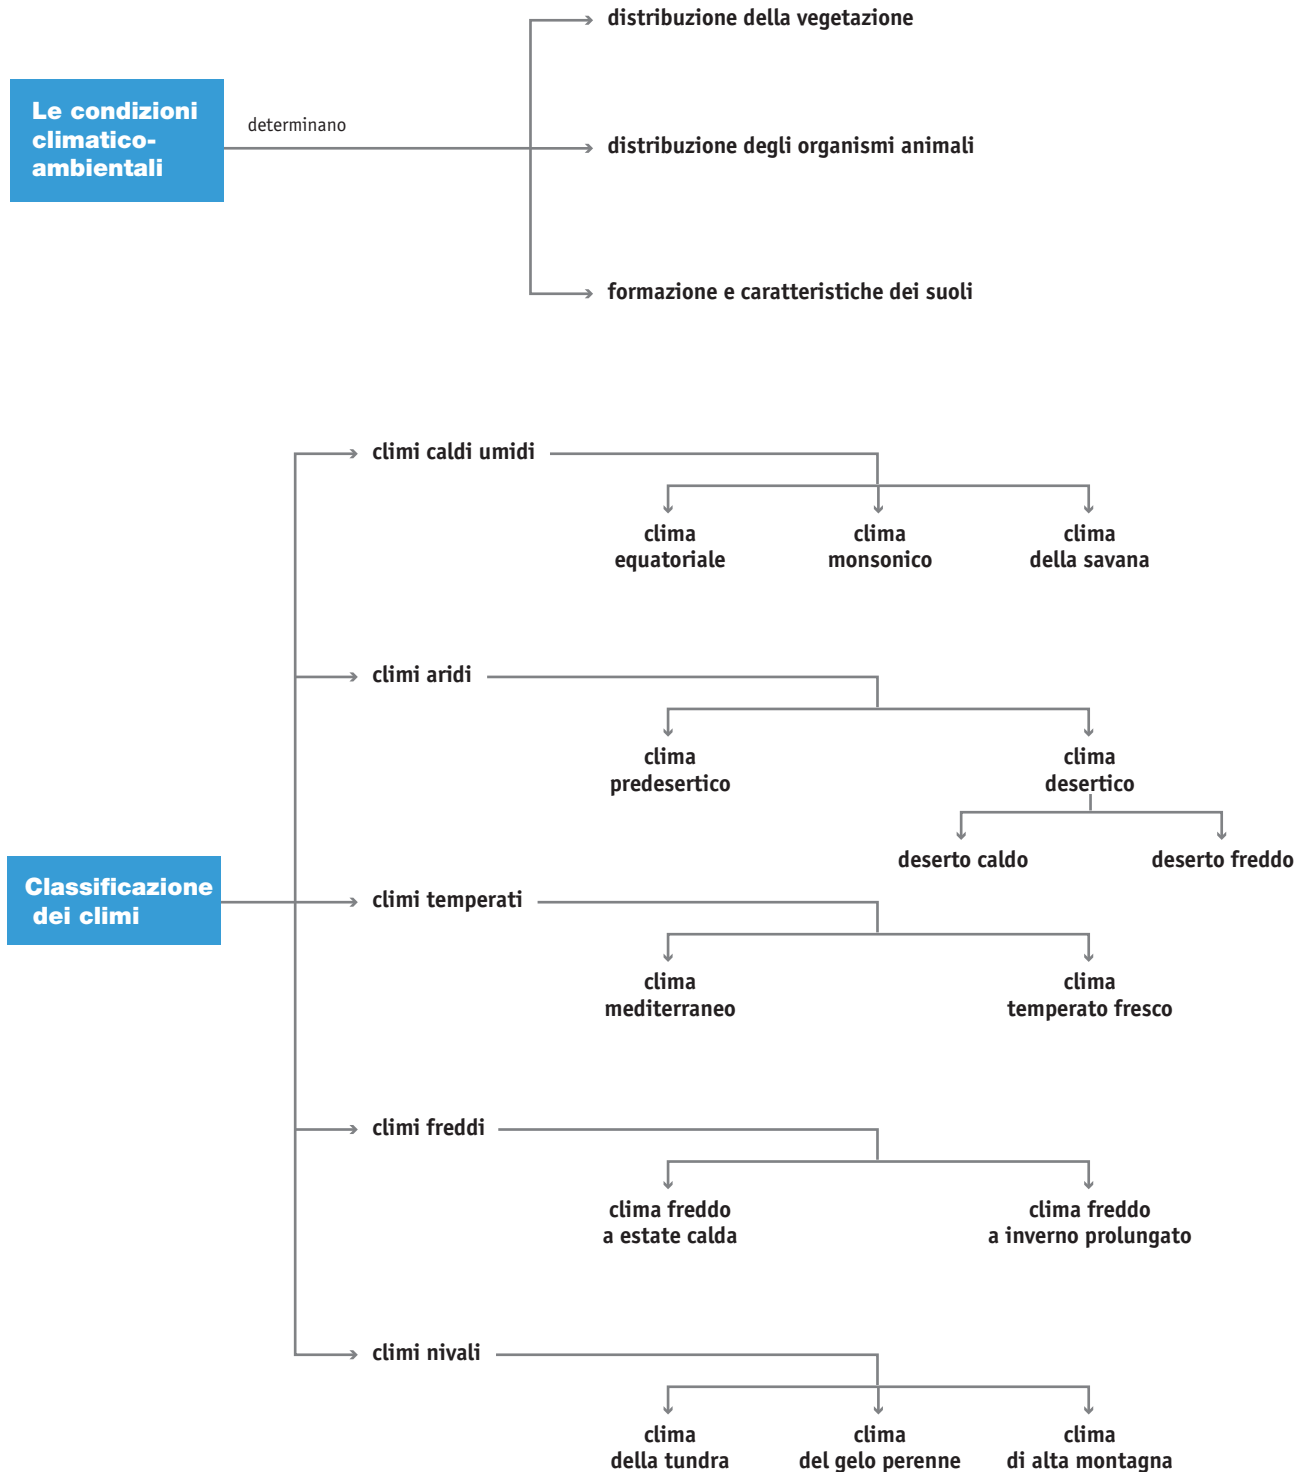 distribuzione della vegetazione
Le condizioni
climatico-
ambientali
determino
distribuzione degli organismi animali
formazione e caratteristiche dei suoli
climi caldi umidi
clima
equatoriale
clima
monsonico
clima
della savana
climi aridi
clima
predesertico
clima
desertico
deserto caldo
deserto freddo
Classificazione
dei climi
climi temperati
clima
mediterraneo
clima
temperato fresco
climi freddi
clima freddo
a estate calda
clima freddo
a inverno prolungato
climi nivali
clima
della tundra
clima
del gelo perenne
clima
di alta montagna